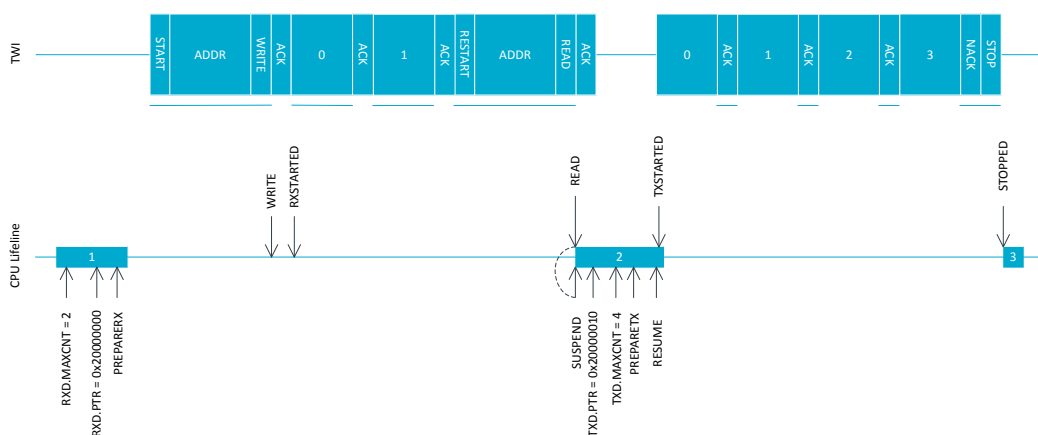 TWI
START
ADDR
WRITE
ACK
0
ACK
1
ACK
RESTART
ADDR
READ
ACK
0
ACK
1
ACK
2
ACK
3
NACK
STOP
CPU Lifeline
WRITE
RXSTARTED
READ
TXSTARTED
STOPPED
1
2
3
RXD.MAXCNT = 2
RXD.PTR = 0x20000000
PREPARERX
SUSPEND
TXD.PTR = 0x20000010
TXD.MAXCNT = 4
PREPARETX
RESUME